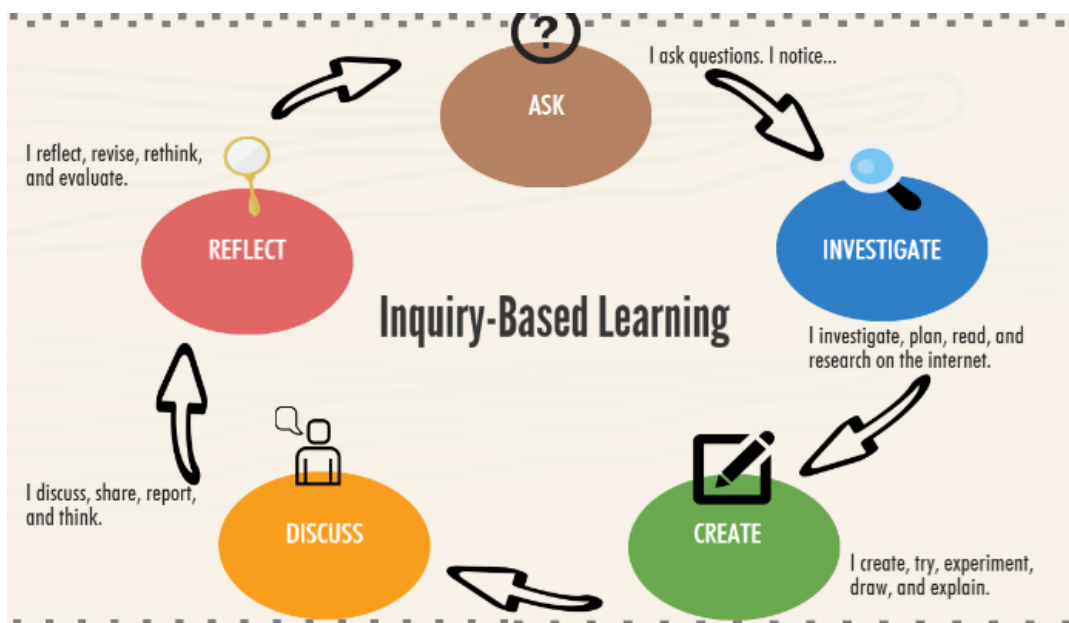 ?
ASK
I ask questions. I notice...
INVESTIGATE
I investigate, plan, read, and
research on the internet.
CREATE
I create, try, experiment,
draw, and explain.
DISCUSS
I discuss, share, report,
and think.
REFLECT
I reflect, revise, rethink,
and evaluate.
Inquiry-Based Learning